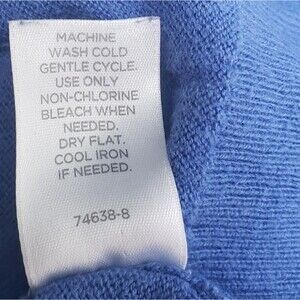 MACHINE
WASH COLD
GENTLE CYCLE.
USE ONLY
NON-CHLORINE
BLEACH WHEN
NEEDED.
DRY FLAT.
COOL IRON
IF NEEDED.
74638-8